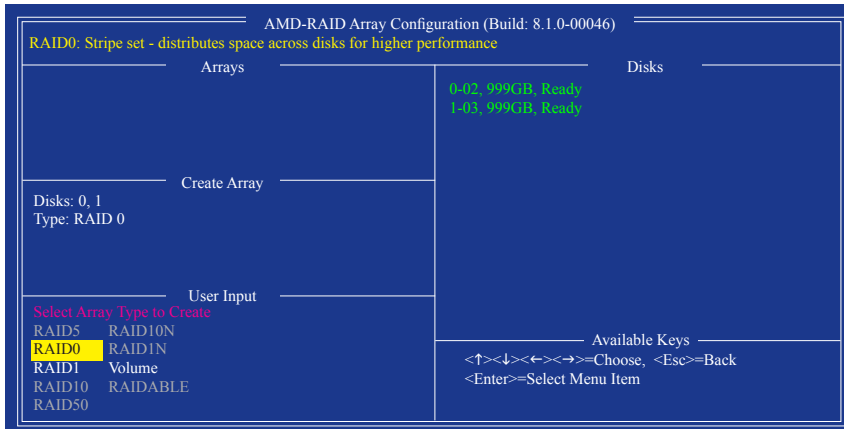 AMD-RAID Array Configuration (Build: 8.1.0-00046)
RAID0: Stripe set - distributes space across disks for higher performance
Arrays
Disks
0-02, 999GB, Ready
1-03, 999GB, Ready
Create Array
Disks: 0, 1
Type: RAID 0
User Input
Select Array Type to Create
RAID5 RAID10N
RAID0 RAID1N
RAID1 Volume
RAID10 RAIDABLE
RAID50
Available Keys
<↑><↓><←><→>=Choose, <Esc>=Back
<Enter>=Select Menu Item